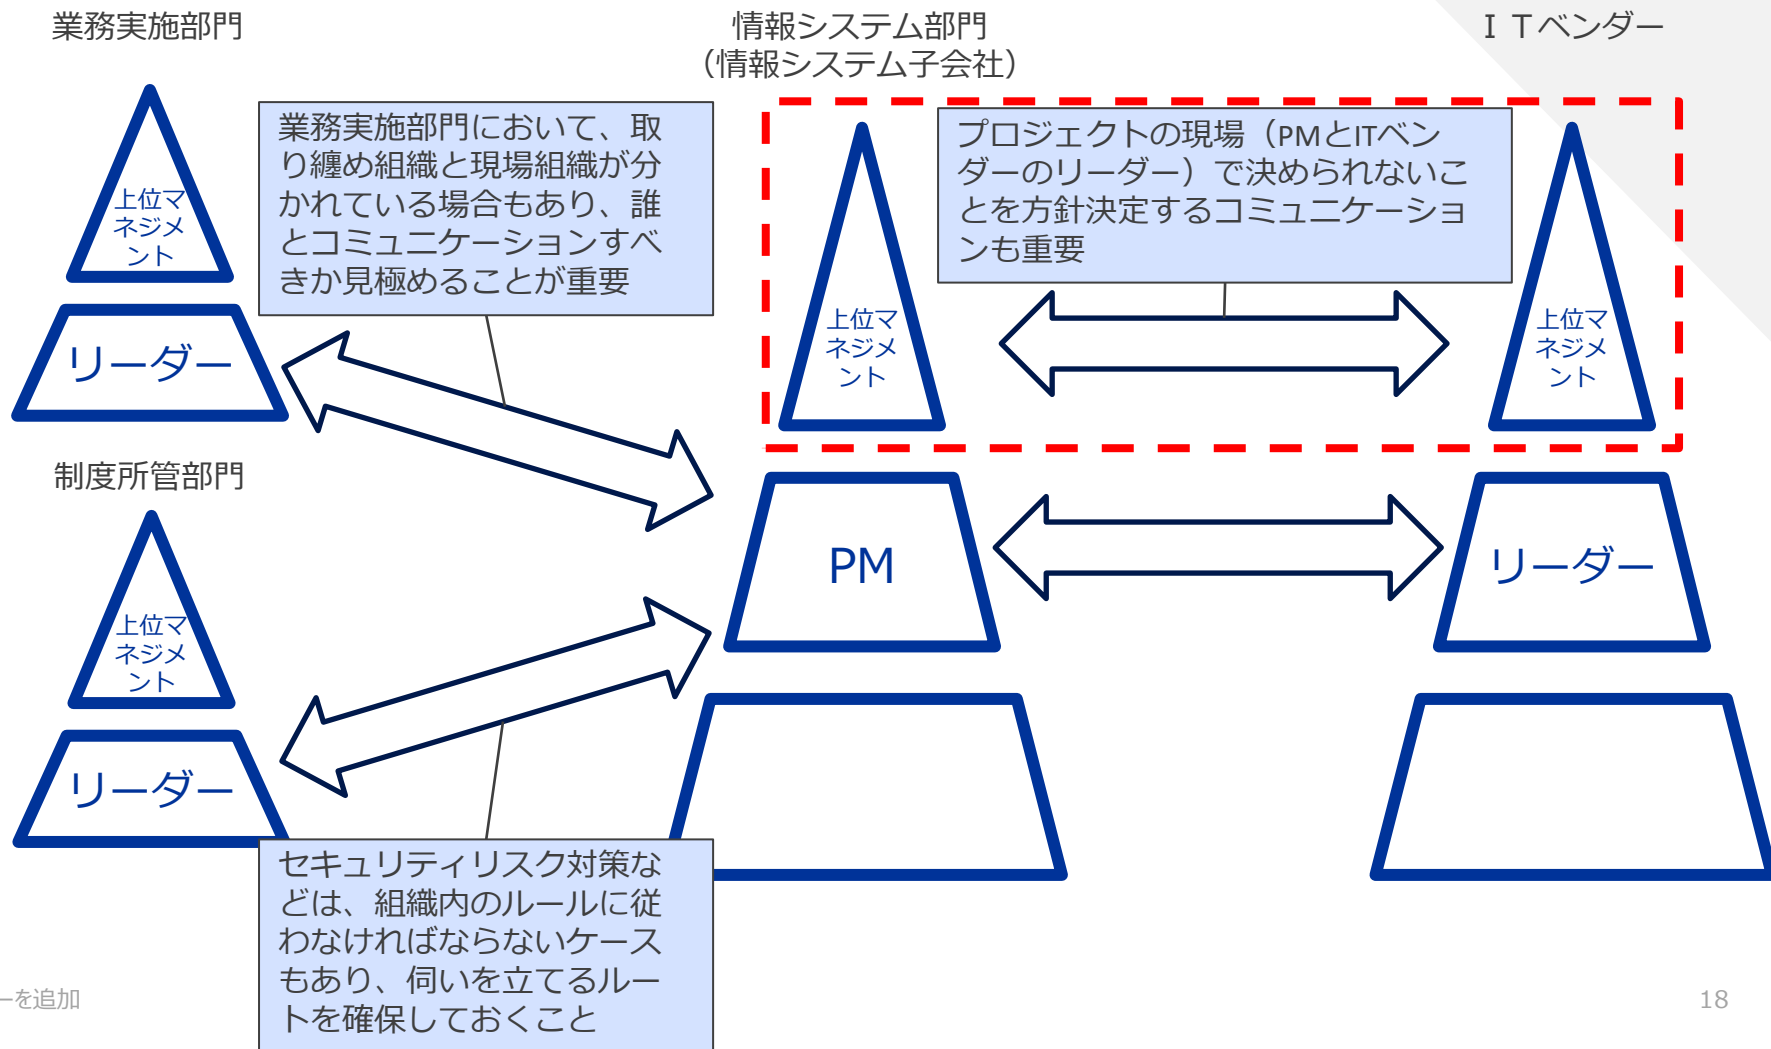 業務実施部門
情報システム部門
（情報システム子会社）
ＩＴベンダー
上位マ
ネジメ
ント
リーダー
業務実施部門において、取
り纏め組織と現場組織が分
かれている場合もあり、誰
とコミュニケーションすべ
きか見極めることが重要
上位マ
ネジメ
ント
プロジェクトの現場（PMとITベン
ダーのリーダー）で決められないこ
とを方針決定するコミュニケーショ
ンも重要
上位マ
ネジメ
ント
制度所管部門
上位マ
ネジメ
ント
リーダー
PM
リーダー
セキュリティリスク対策な
どは、組織内のルールに従
わなければならないケース
もあり、伺いを立てるルー
トを確保しておくこと
ーを追加
18